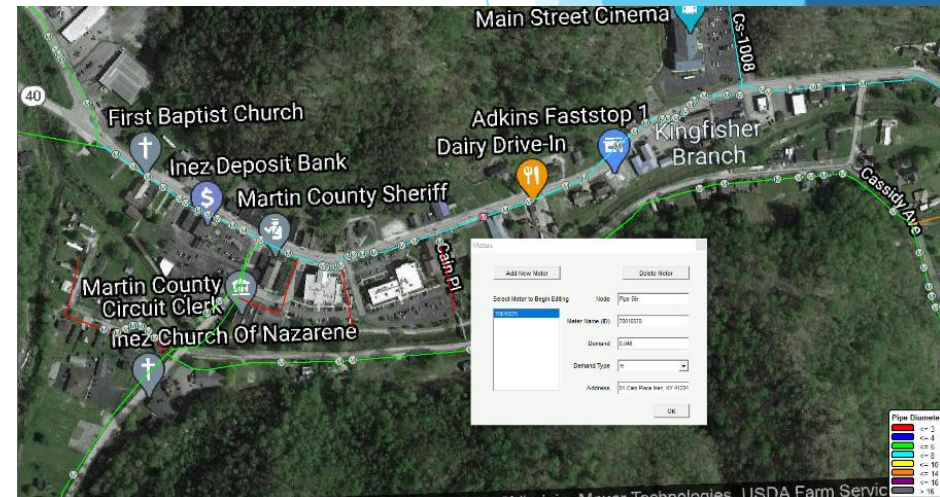 Main Street Cinema
Cs-1008
40
First Baptist Church
Adkins Faststop 1
Dairy Drive-In
Kingfisher
Branch
Inez Deposit Bank
Martin County Sheriff
Cassidy Ave
Cain Pl
Martin County
Circuit Clerk
Inez Church Of Nazarene
Meters
Add New Meter
Delete Meter
Select Meter to Begin Editing
Node
Meter Name (ID)
Demand
Demand Type
Address
OK
Pipe Diameter
<= 3
<= 4
<= 6
<= 8
<= 10
<= 14
<= 16
> 16
Technologies, USDA Farm Servic